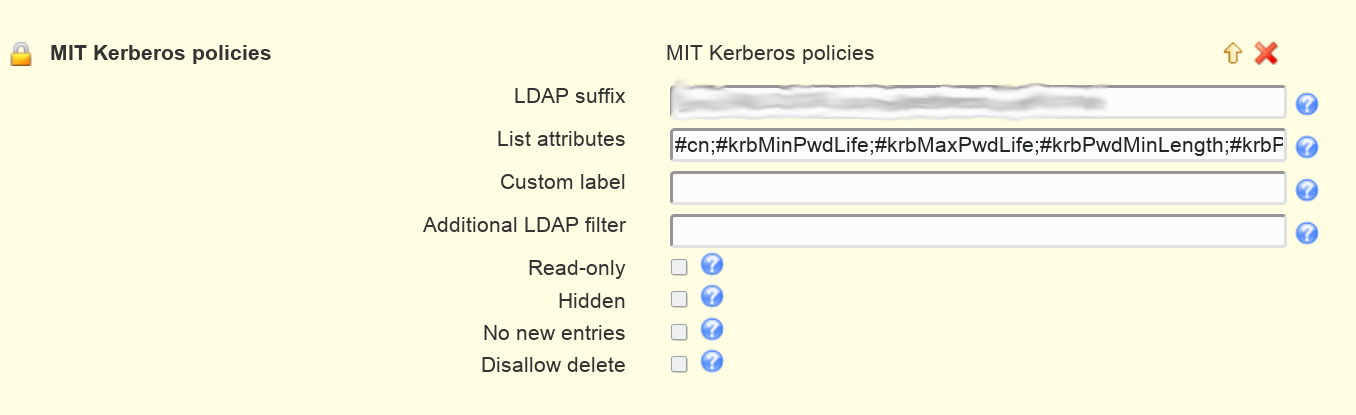 MIT Kerberos policies MIT Kerberos policies
LDAP suffix
List attributes #cn;#krbMinPwdLife;#krbMaxPwdLife;#krbPwdMinLength;#krbP
Custom label
Additional LDAP filter
Read-only
Hidden
No new entries
Disallow delete